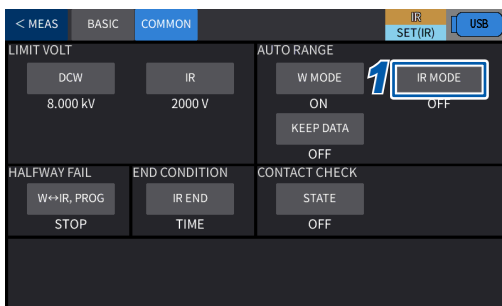 < MEAS BASIC COMMON IR SET(IR) USB
LIMIT VOLT AUTO RANGE
DCW IR W MODE 1 IR MODE
8.000 kV 2000 V ON OFF
KEEP DATA
OFF
HALFWAY FAIL END CONDITION CONTACT CHECK
W↔IR, PROG IR END STATE
STOP TIME OFF